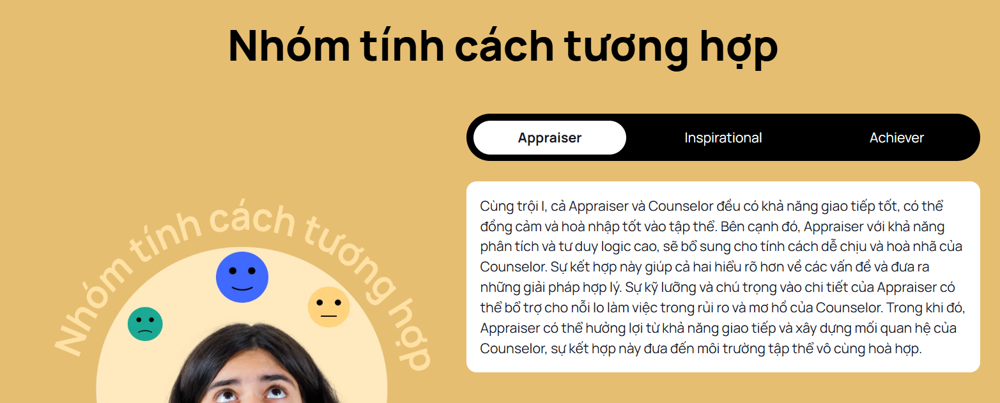 Nhóm tính cách tương hợp
Appraiser
Inspirational
Achiever
Nhóm tính cách tương hợp
Cùng trội I, cả Appraiser và Counselor đều có khả năng giao tiếp tốt, có thể
đồng cảm và hoà nhập tốt vào tập thể. Bên cạnh đó, Appraiser với khả năng
phân tích và tư duy logic cao, sẽ bổ sung cho tính cách dễ chịu và hoà nhã của
Counselor. Sự kết hợp này giúp cả hai hiểu rõ hơn về các vấn đề và đưa ra
những giải pháp hợp lý. Sự kỹ lưỡng và chú trọng vào chi tiết của Appraiser có
thể bổ trợ cho nỗi lo làm việc trong rủi ro và mơ hồ của Counselor. Trong khi đó,
Appraiser có thể hưởng lợi từ khả năng giao tiếp và xây dựng mối quan hệ của
Counselor, sự kết hợp này đưa đến môi trường tập thể vô cùng hoà hợp.